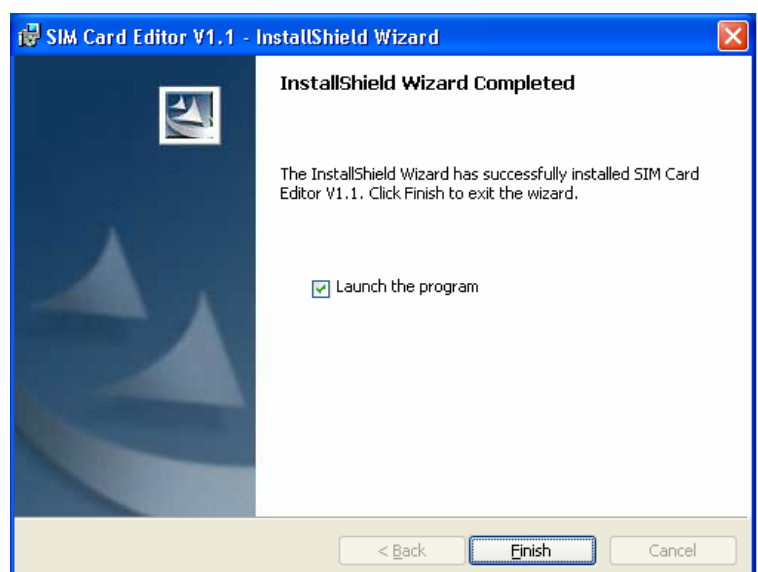 SIM Card Editor V1.1 - InstallShield Wizard
InstallShield Wizard Completed
The InstallShield Wizard has successfully installed SIM Card
Editor V1.1. Click Finish to exit the wizard.
Launch the program
< Back
Finish
Cancel